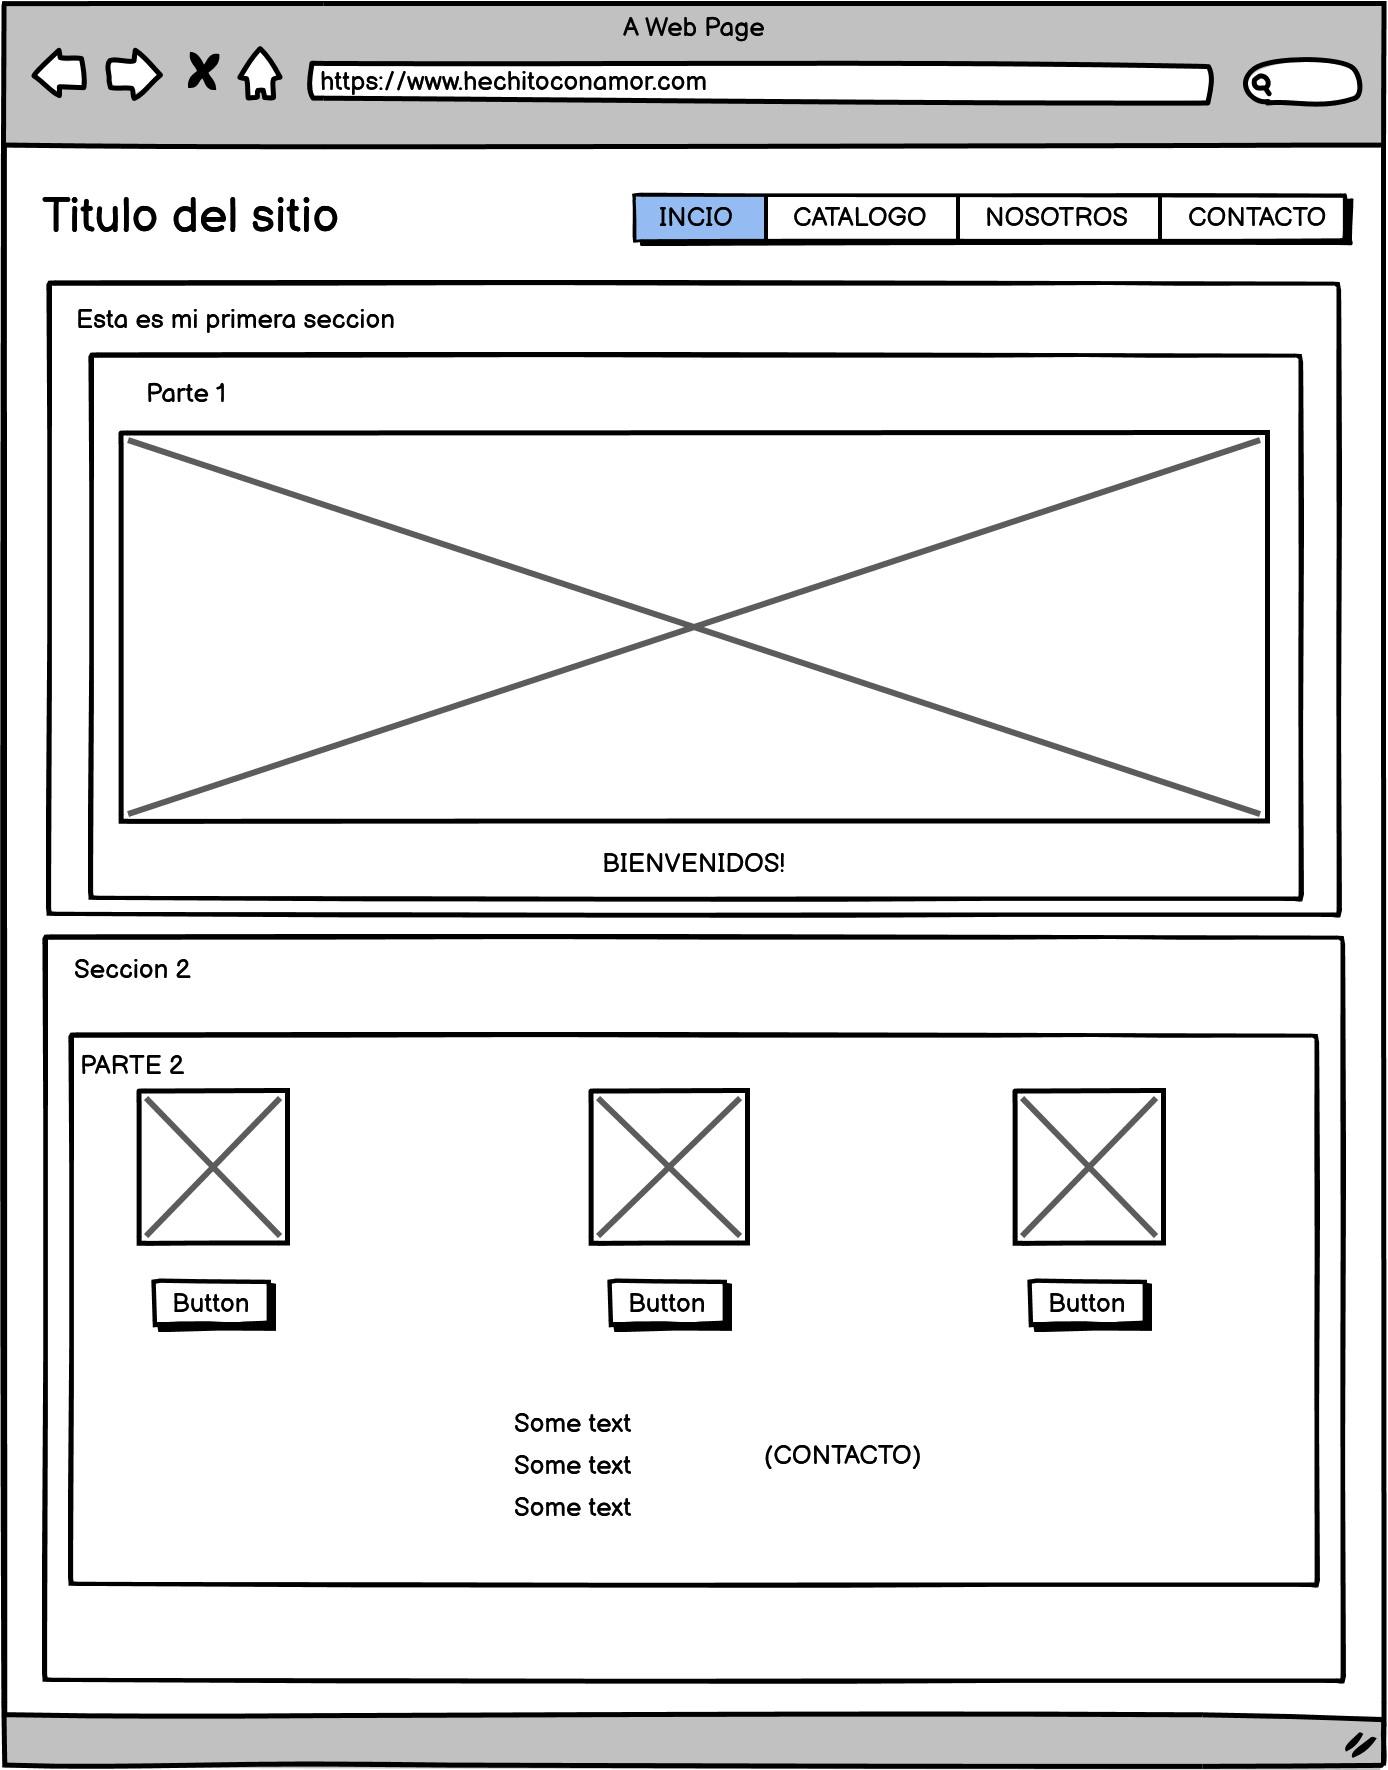 A Web Page
https://www.hechitoconamor.com
Titulo del sitio
INCIO CATALOGO NOSOTROS CONTACTO
Esta es mi primera seccion
Parte 1
BIENVENIDOS!
Seccion 2
PARTE 2
Button Button Button
Some text
(CONTACTO)
Some text
Some text